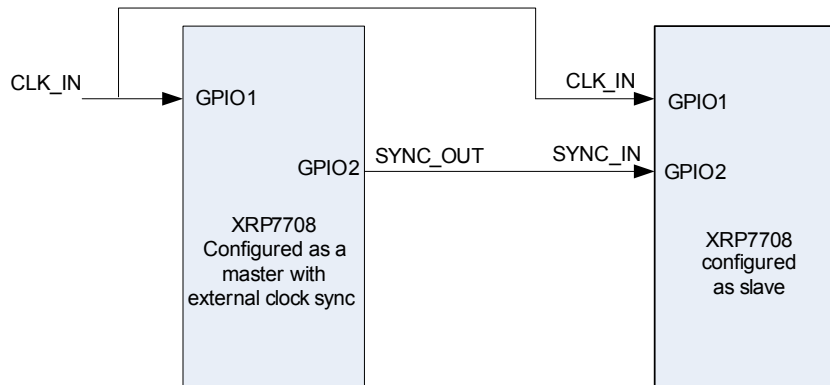 CLK_IN
GPIO1
GPIO2
SYNC_OUT
XRP7708
Configured as a
master with
external clock sync
CLK_IN
SYNC_IN
GPIO1
GPIO2
XRP7708
configured
as slave